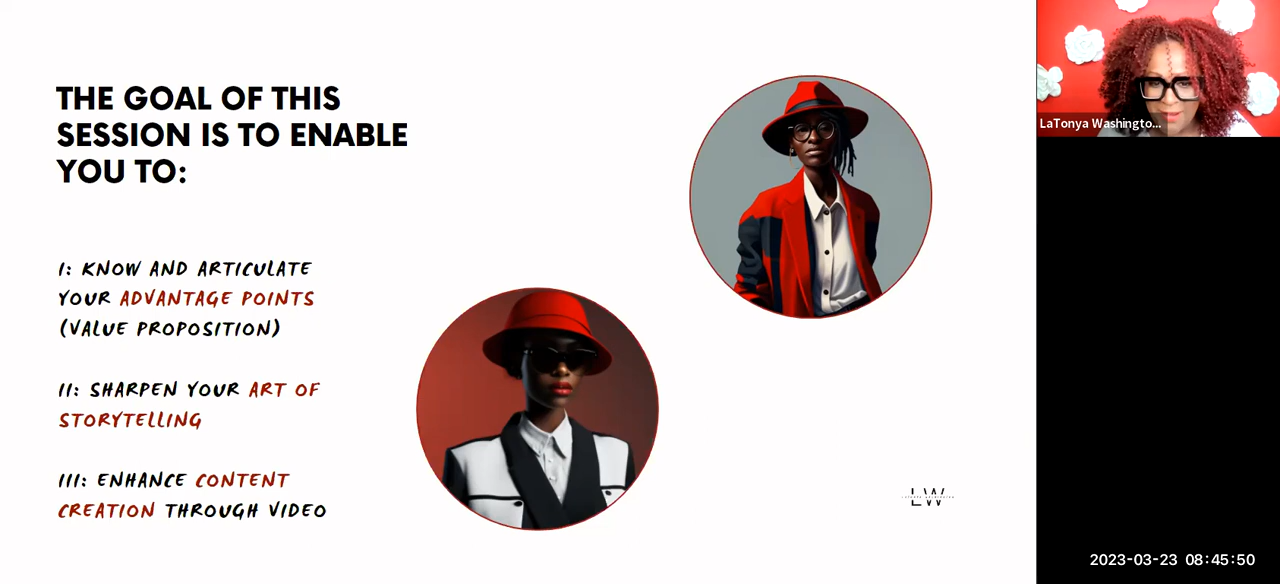 THE GOAL OF THIS
SESSION IS TO ENABLE
YOU TO:
I: KNOW AND ARTICULATE
YOUR ADVANTAGE POINTS
(VALUE PROPOSITION)
II: SHARPEN YOUR ART OF
STORYTELLING
III: ENHANCE CONTENT
CREATION THROUGH VIDEO
LW
LaTonya Washingto...
2023-03-23 08:45:50